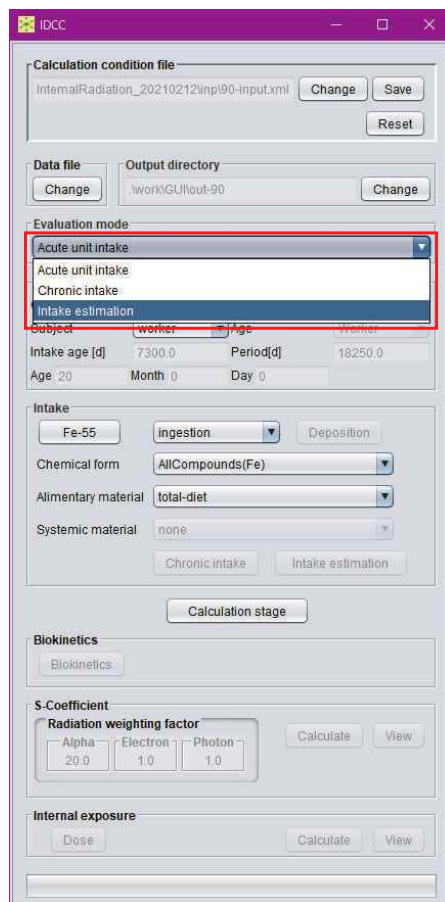 IDCC
Calculation condition file
InternalRadiation_20210212\inp\90-input.xml Change Save
Reset
Data file Output directory
Change .\work\GUI\out-90 Change
Evaluation mode
Acute unit intake
Acute unit intake
Chronic intake
Intake estimation
Subject worker Age Worker
Intake age [d] 7300.0 Period[d] 18250.0
Age 20 Month 0 Day 0
Intake
Fe-55 ingestion Deposition
Chemical form AllCompounds(Fe)
Alimentary material total-diet
Systemic material none
Chronic intake Intake estimation
Calculation stage
Biokinetics
Biokinetics
S-Coefficient
Radiation weighting factor
Alpha Electron Photon Calculate View
20.0 1.0 1.0
Internal exposure
Dose Calculate View